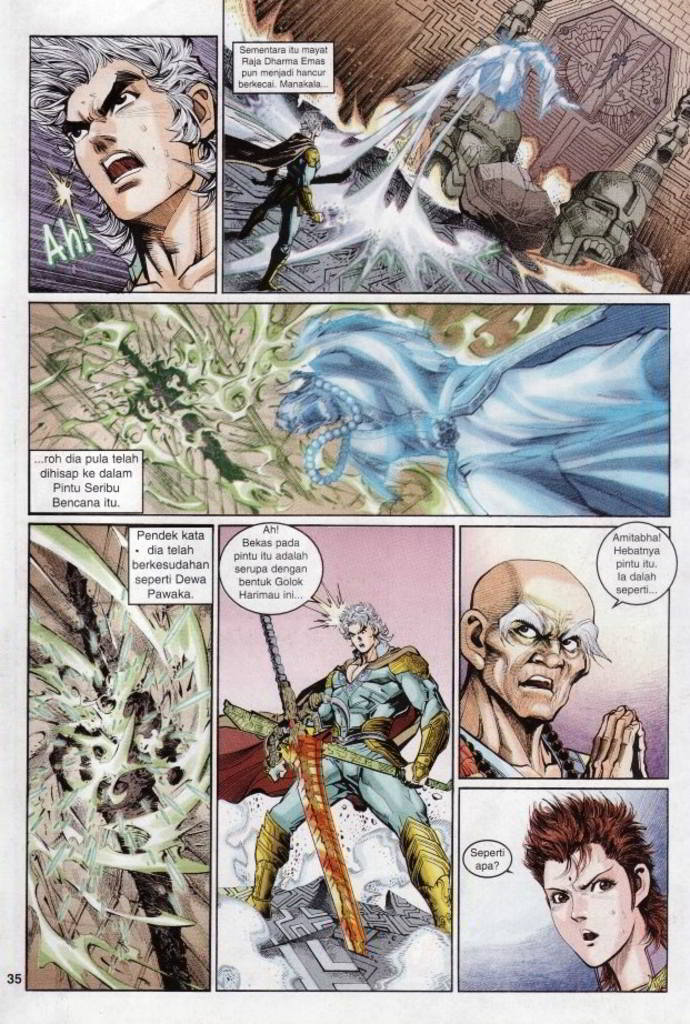 Ah!
Sementara itu mayat
Raja Dharma Emas
pun menjadi hancur
berkecai. Manakala...
...roh dia pula telah
dihisap ke dalam
Pintu Seribu
Bencana itu.
Pendek kata
dia telah
berkesudahan
seperti Dewa
Pawaka.
Ah!
Bekas pada
pintu itu adalah
serupa dengan
bentuk Golok
Harimau ini...
Amitabha!
Hebatnya
pintu itu.
Ia dalah
seperti...
Seperti
apa?
35